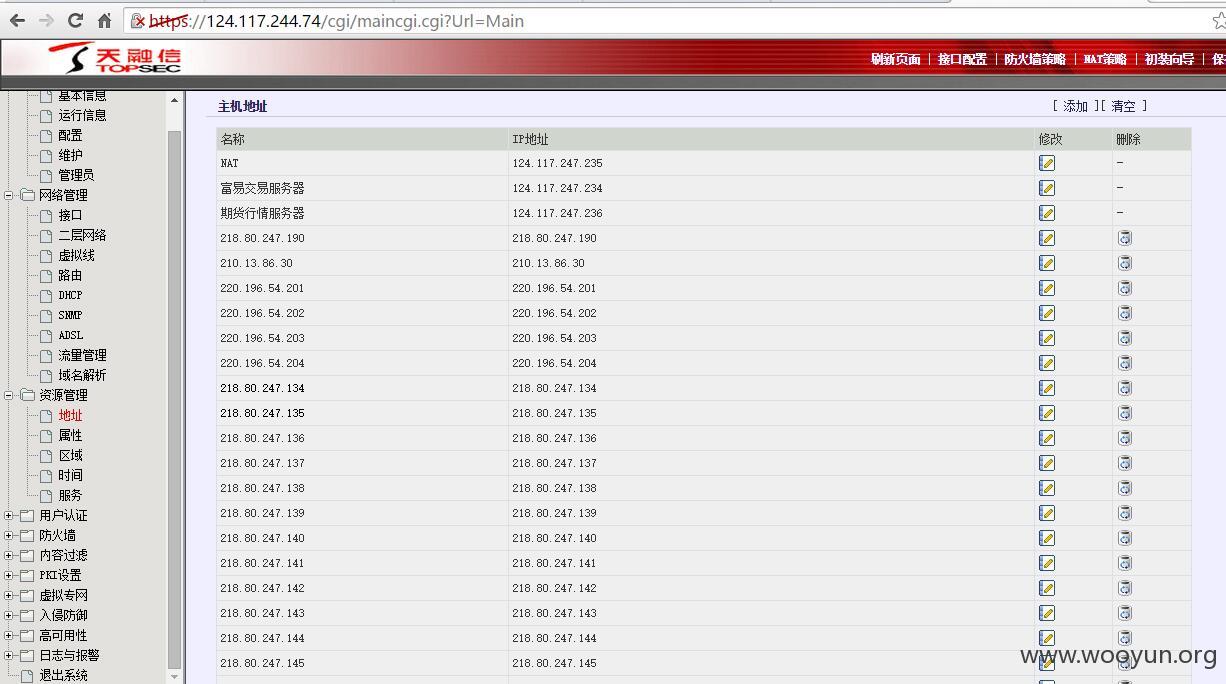 https://124.117.244.74/cgi/maincgi.cgi?Url=Main
天融信
TOPSEC
刷新页面 | 接口配置 | 防火墙策略 | NAT策略 | 初装向导 |
基本信息
运行信息
配置
维护
管理员
网络管理
接口
二层网络
虚拟线
路由
DHCP
SNMP
ADSL
流量管理
域名解析
资源管理
地址
属性
区域
时间
服务
用户认证
防火墙
内容过滤
PKI设置
虚拟专网
入侵防御
高可用性
日志与报警
退出系统
主机地址 [ 添加 ][ 清空 ]
名称 IP地址 修改 删除
NAT 124.117.247.235 -
富易交易服务器 124.117.247.234 -
期货行情服务器 124.117.247.236 -
218.80.247.190 218.80.247.190
210.13.86.30 210.13.86.30
220.196.54.201 220.196.54.201
220.196.54.202 220.196.54.202
220.196.54.203 220.196.54.203
220.196.54.204 220.196.54.204
218.80.247.134 218.80.247.134
218.80.247.135 218.80.247.135
218.80.247.136 218.80.247.136
218.80.247.137 218.80.247.137
218.80.247.138 218.80.247.138
218.80.247.139 218.80.247.139
218.80.247.140 218.80.247.140
218.80.247.141 218.80.247.141
218.80.247.142 218.80.247.142
218.80.247.143 218.80.247.143
218.80.247.144 218.80.247.144
218.80.247.145 218.80.247.145
www.wooyun.org